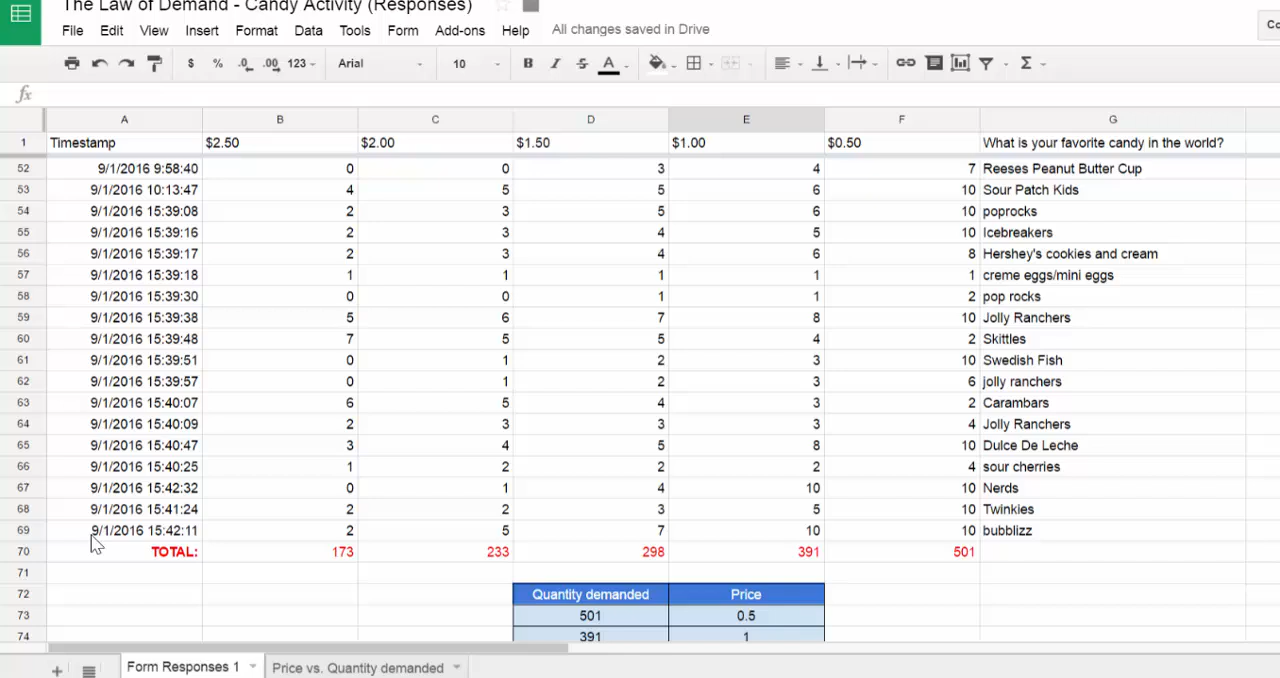 The Law of Demand - Candy Activity (Responses)
File Edit View Insert Format Data Tools Form Add-ons Help All changes saved in Drive
Co
$ % .0 .00 123 Arial 10 B I S A Σ
fx
A B C D E F G
1 Timestamp $2.50 $2.00 $1.50 $1.00 $0.50 What is your favorite candy in the world?
52 9/1/2016 9:58:40 0 0 3 4 7 Reeses Peanut Butter Cup
53 9/1/2016 10:13:47 4 5 5 6 10 Sour Patch Kids
54 9/1/2016 15:39:08 2 3 5 6 10 poprocks
55 9/1/2016 15:39:16 2 3 4 5 10 Icebreakers
56 9/1/2016 15:39:17 2 3 4 6 8 Hershey's cookies and cream
57 9/1/2016 15:39:18 1 1 1 1 1 creme eggs/mini eggs
58 9/1/2016 15:39:30 0 0 1 1 2 pop rocks
59 9/1/2016 15:39:38 5 6 7 8 10 Jolly Ranchers
60 9/1/2016 15:39:48 7 5 5 4 2 Skittles
61 9/1/2016 15:39:51 0 1 2 3 10 Swedish Fish
62 9/1/2016 15:39:57 0 1 2 3 6 jolly ranchers
63 9/1/2016 15:40:07 6 5 4 3 2 Carambars
64 9/1/2016 15:40:09 2 3 3 3 4 Jolly Ranchers
65 9/1/2016 15:40:47 3 4 5 8 10 Dulce De Leche
66 9/1/2016 15:40:25 1 2 2 2 4 sour cherries
67 9/1/2016 15:42:32 0 1 4 10 10 Nerds
68 9/1/2016 15:41:24 2 2 3 5 10 Twinkies
69 9/1/2016 15:42:11 2 5 7 10 10 bubblizz
70 TOTAL: 173 233 298 391 501
71
72 Quantity demanded Price
73 501 0.5
74 391 1
Form Responses 1 Price vs. Quantity demanded